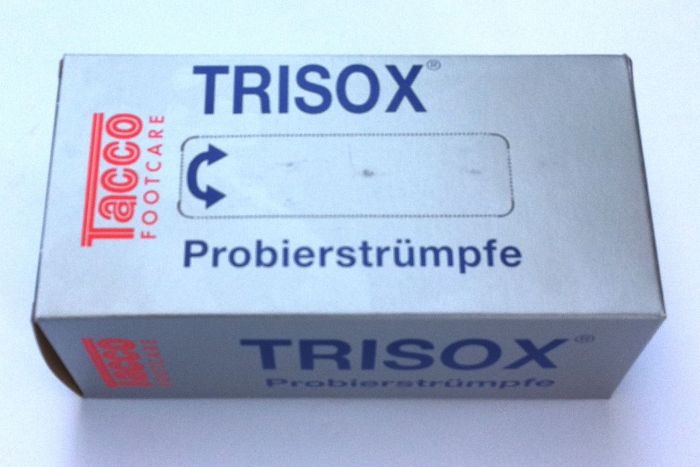 TRISOX®
Tacco
FOOTCARE
Probierstrümpfe
TRISOX®
Tacco
FOOTCARE
Probierstrümpfe